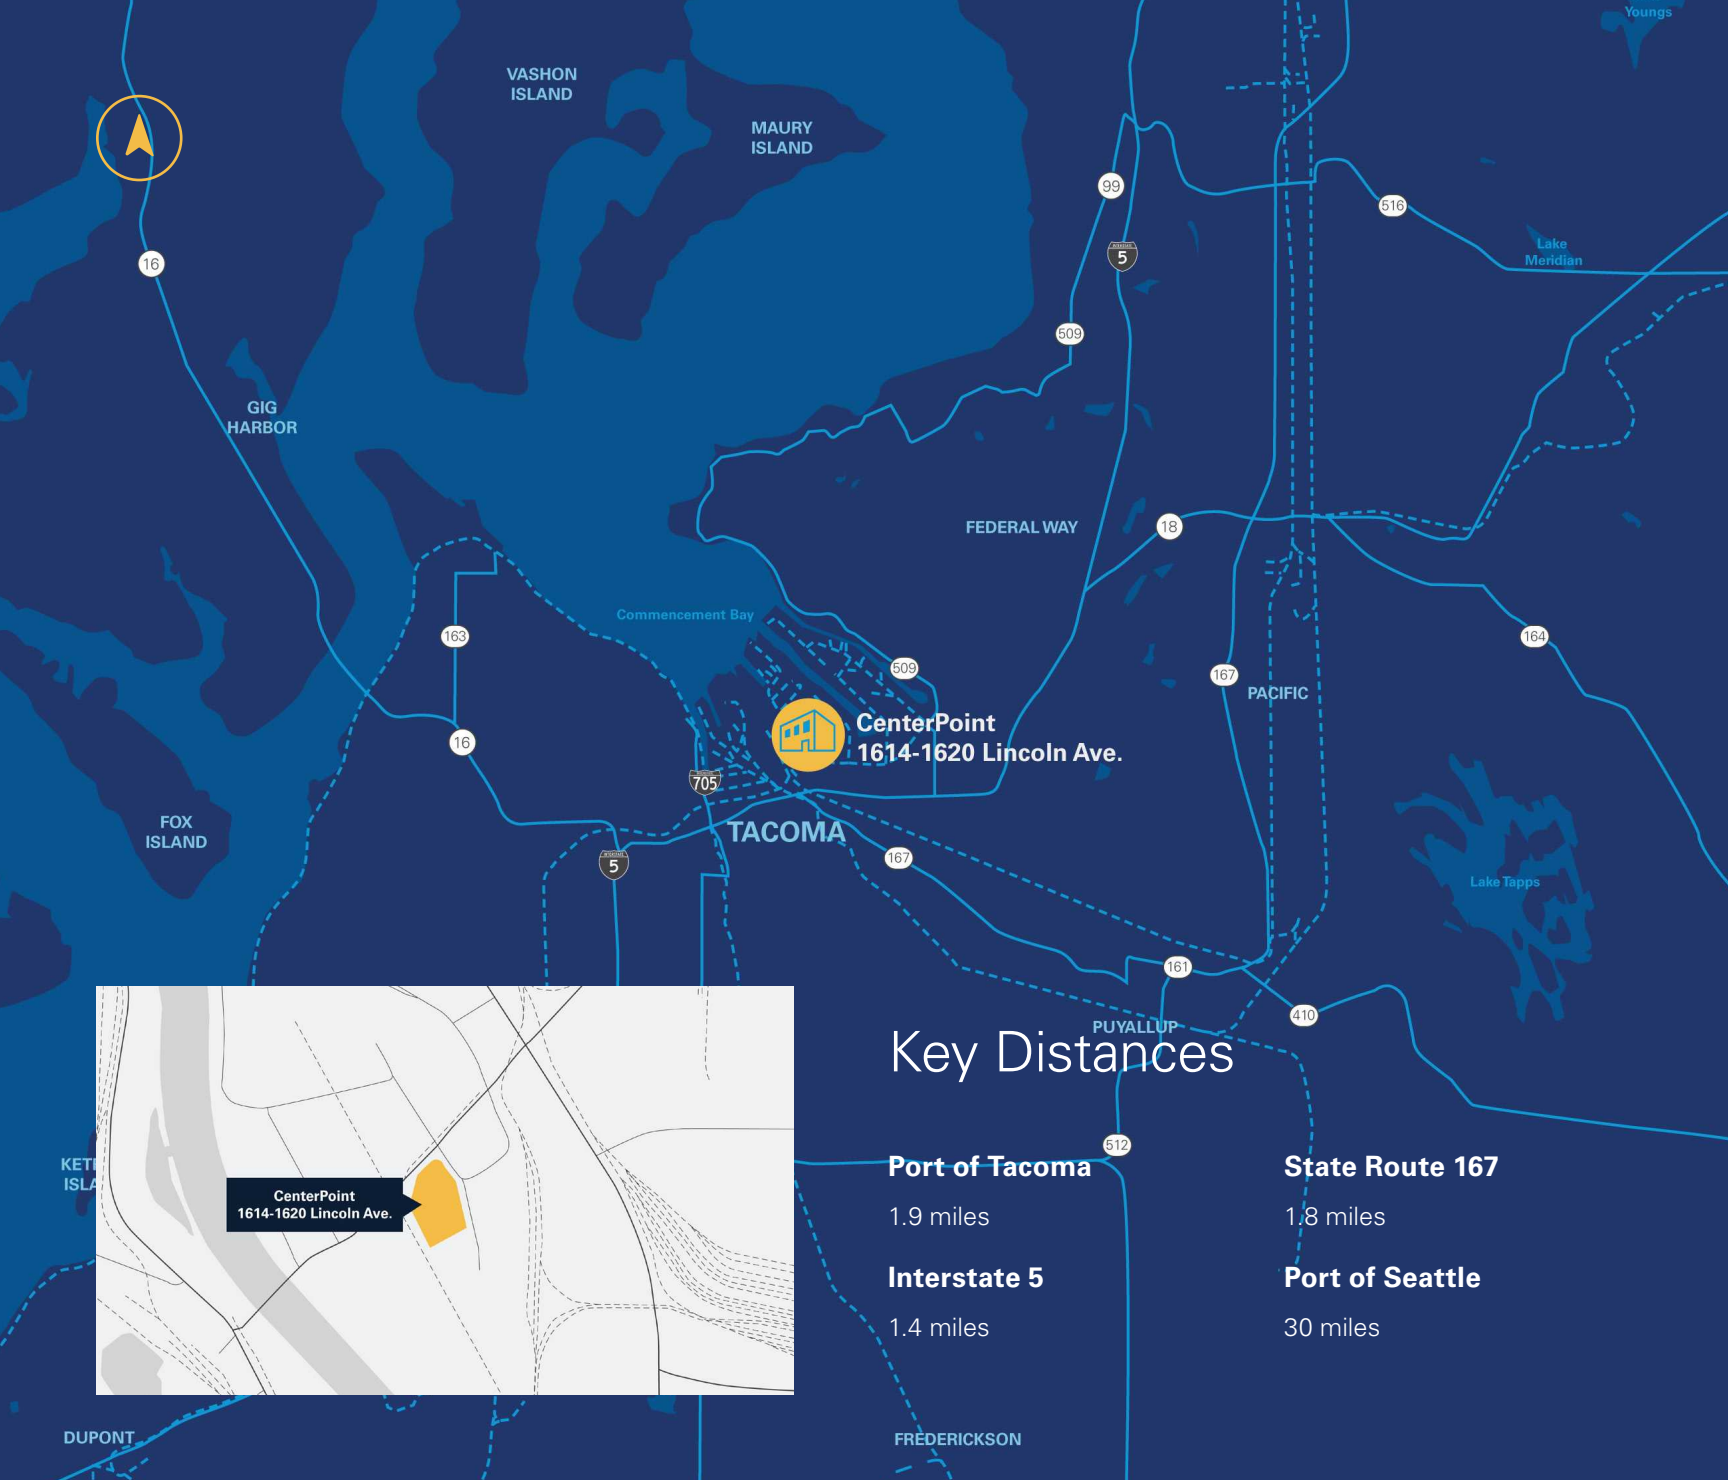 Youngs
VASHON
ISLAND
MAURY
ISLAND
99
516
5
Lake
Meridian
16
509
GIG
HARBOR
FEDERAL WAY
18
Commencement Bay
163
164
509
167
PACIFIC
CenterPoint
1614-1620 Lincoln Ave.
16
705
TACOMA
FOX
ISLAND
5
167
Lake Tapps
161
410
PUYALLUP
Key Distances
512
KET
ISLA
Port of Tacoma
1.9 miles
State Route 167
1.8 miles
CenterPoint
1614-1620 Lincoln Ave.
Interstate 5
1.4 miles
Port of Seattle
30 miles
DUPONT
FREDERICKSON